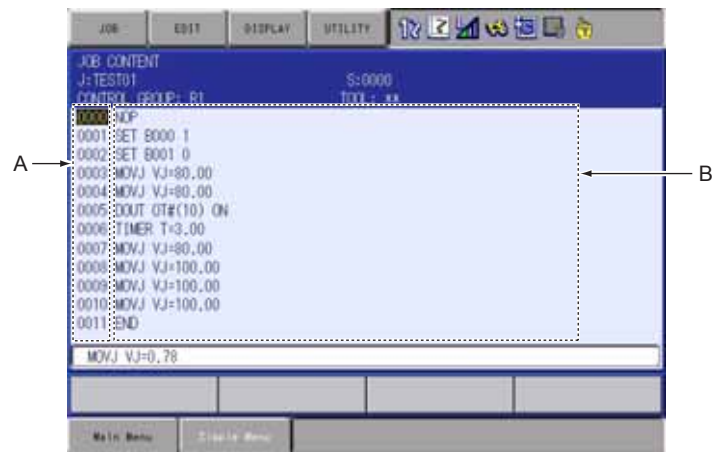 JOB EDIT DISPLAY UTILITY
JOB CONTENT
J:TEST01 S:0000
CONTROL GROUP: R1 TOOL: **
0000 NOP
0001 SET B000 1
0002 SET B001 0
0003 MOVJ VJ=80.00
0004 MOVJ VJ=80.00
0005 DOUT OT#(10) ON
0006 TIMER T=3.00
0007 MOVJ VJ=80.00
0008 MOVJ VJ=100.00
0009 MOVJ VJ=100.00
0010 MOVJ VJ=100.00
0011 END
A
B
MOVJ VJ=0.78
Main Menu Simple Menu